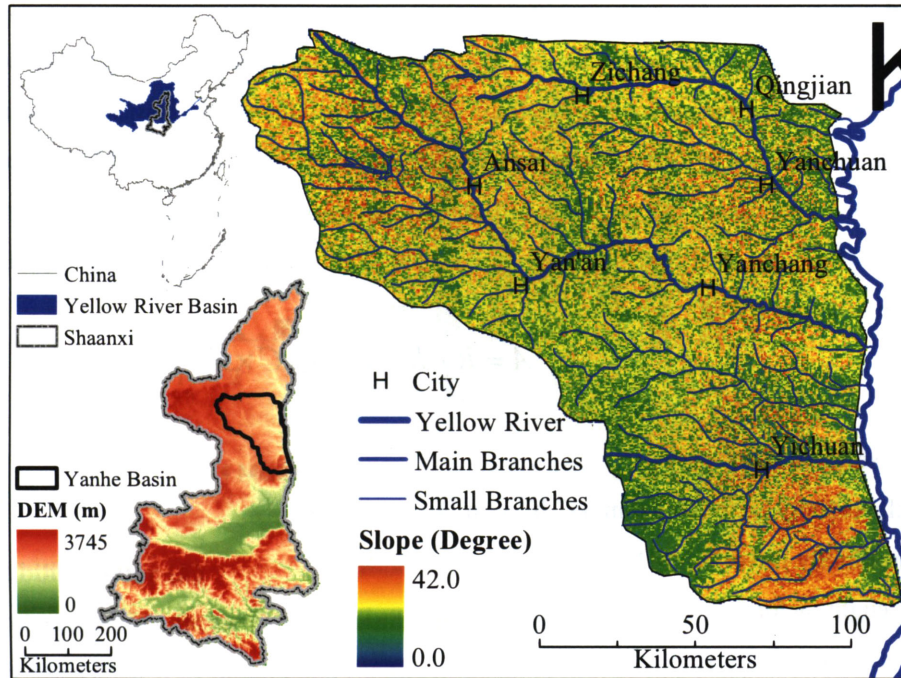 Zichang
Qingjian
Ansai
H
H
Yanchuan
H
H
Yan'an
H
Yanchang
H
Yichuan
H
China
Yellow River Basin
Shaanxi
Yanhe Basin
DEM (m)
3745
0
0 100 200
Kilometers
H City
Yellow River
Main Branches
Small Branches
Slope (Degree)
42.0
0.0
0 50 100
Kilometers